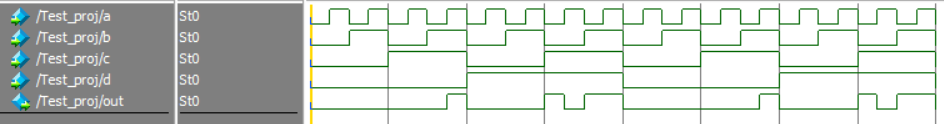 /Test_proj/a St0
/Test_proj/b St0
/Test_proj/c St0
/Test_proj/d St0
/Test_proj/out St0